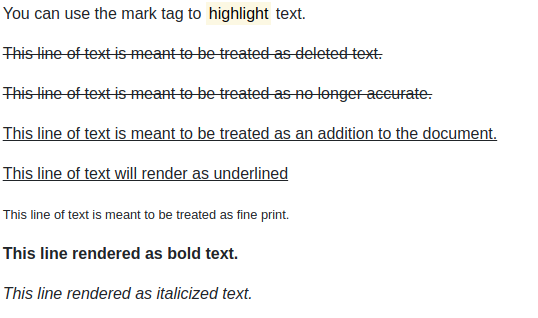 You can use the mark tag to highlight text.
This line of text is meant to be treated as deleted text.
This line of text is meant to be treated as no longer accurate.
This line of text is meant to be treated as an addition to the document.
This line of text will render as underlined
This line of text is meant to be treated as fine print.
This line rendered as bold text.
This line rendered as italicized text.